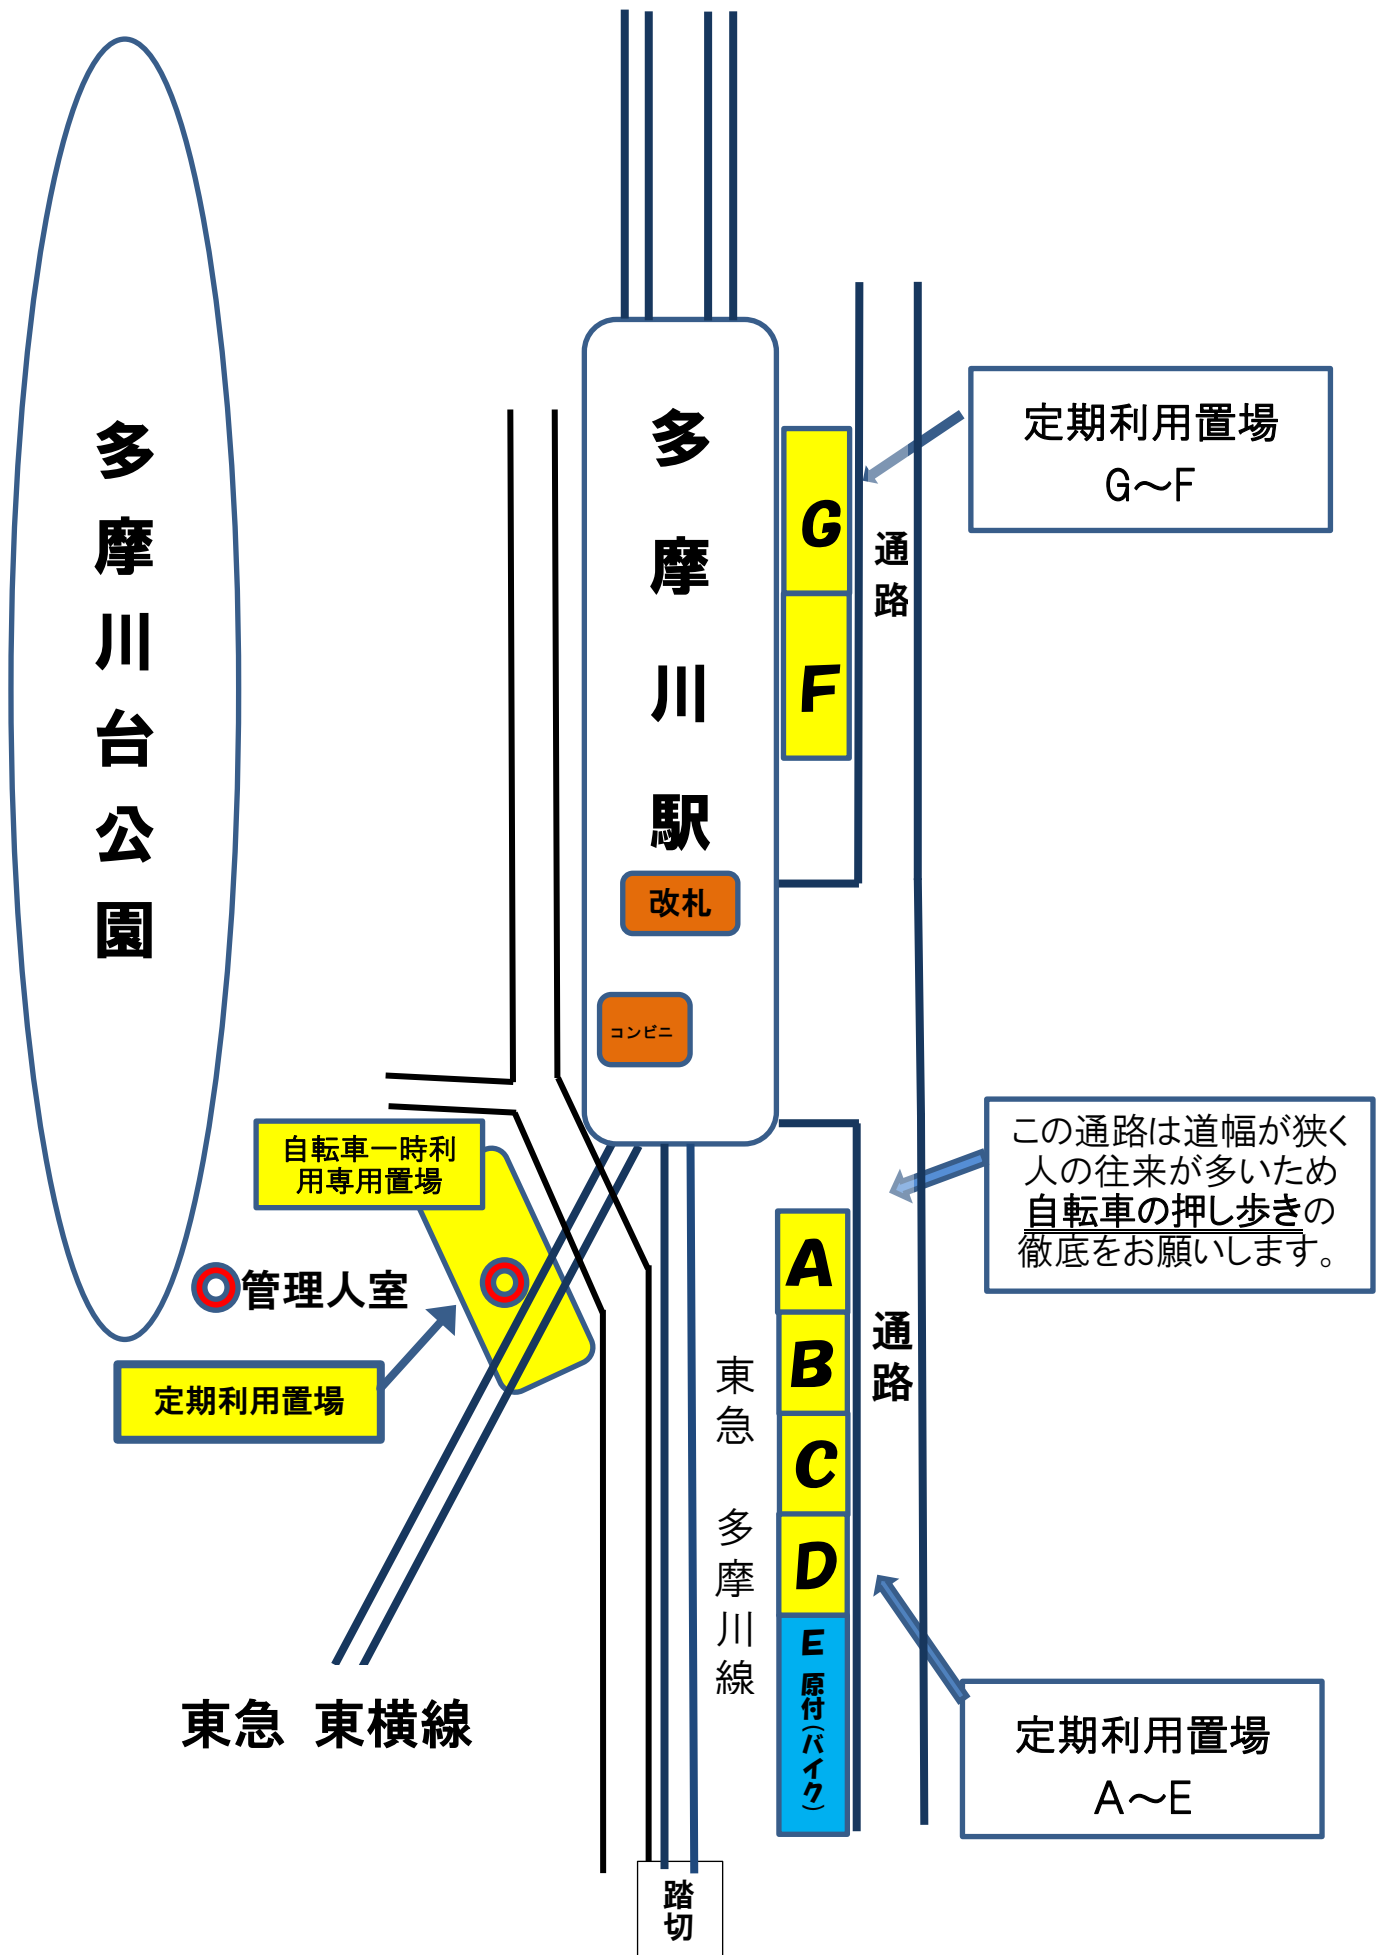 多摩川台公園
多摩川駅
改札
コンビニ
G
F
通路
定期利用置場
G～F
自転車一時利
用専用置場
管理人室
定期利用置場
東急 東横線
東急 多摩川線
A
B
C
D
E 原付(バイク)
通路
この通路は道幅が狭く
人の往来が多いため
自転車の押し歩きの
徹底をお願いします。
定期利用置場
A～E
踏切